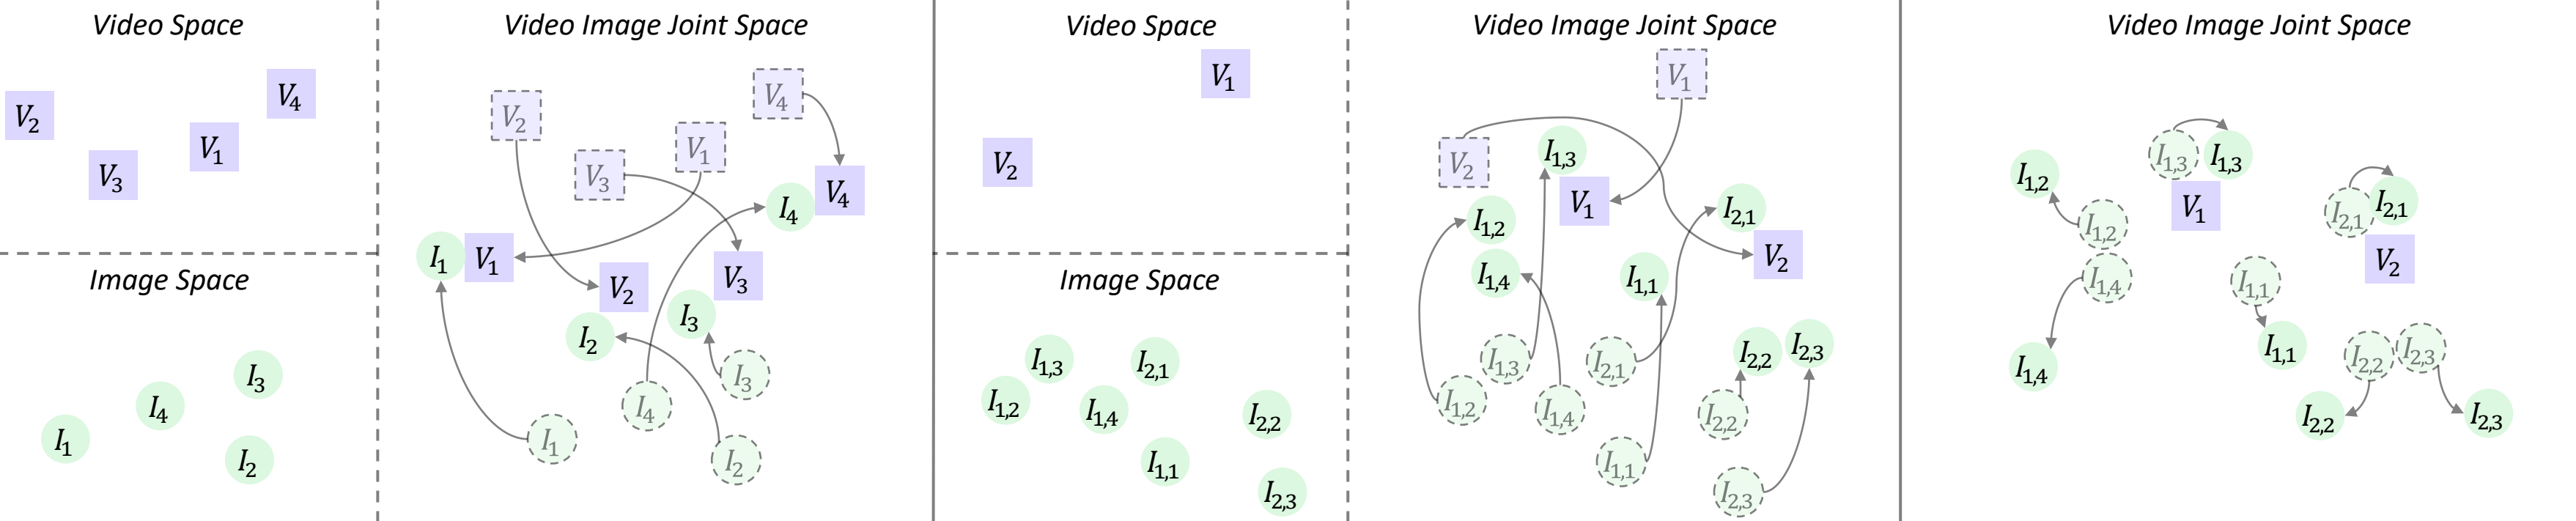 Video Space
V2
V4
V1
V3
Image Space
I3
I4
I1
I2
Video Image Joint Space
V4
V2
V1
V3
V4
I4
I1
V1
V3
V2
I3
I2
I3
I4
I1
I2
Video Space
V1
V2
Image Space
I1,3
I2,1
I1,2
I1,4
I2,2
I1,1
I2,3
Video Image Joint Space
V1
V2
I1,3
V1
I2,1
I1,2
V2
I1,4
I1,1
I2,2
I2,3
I1,3
I2,1
I1,2
I1,4
I2,2
I1,1
I2,3
Video Image Joint Space
I1,3
I1,3
I1,2
V1
I2,1
I2,1
I1,2
V2
I1,4
I1,1
I1,1
I2,2
I2,3
I1,4
I2,2
I2,3